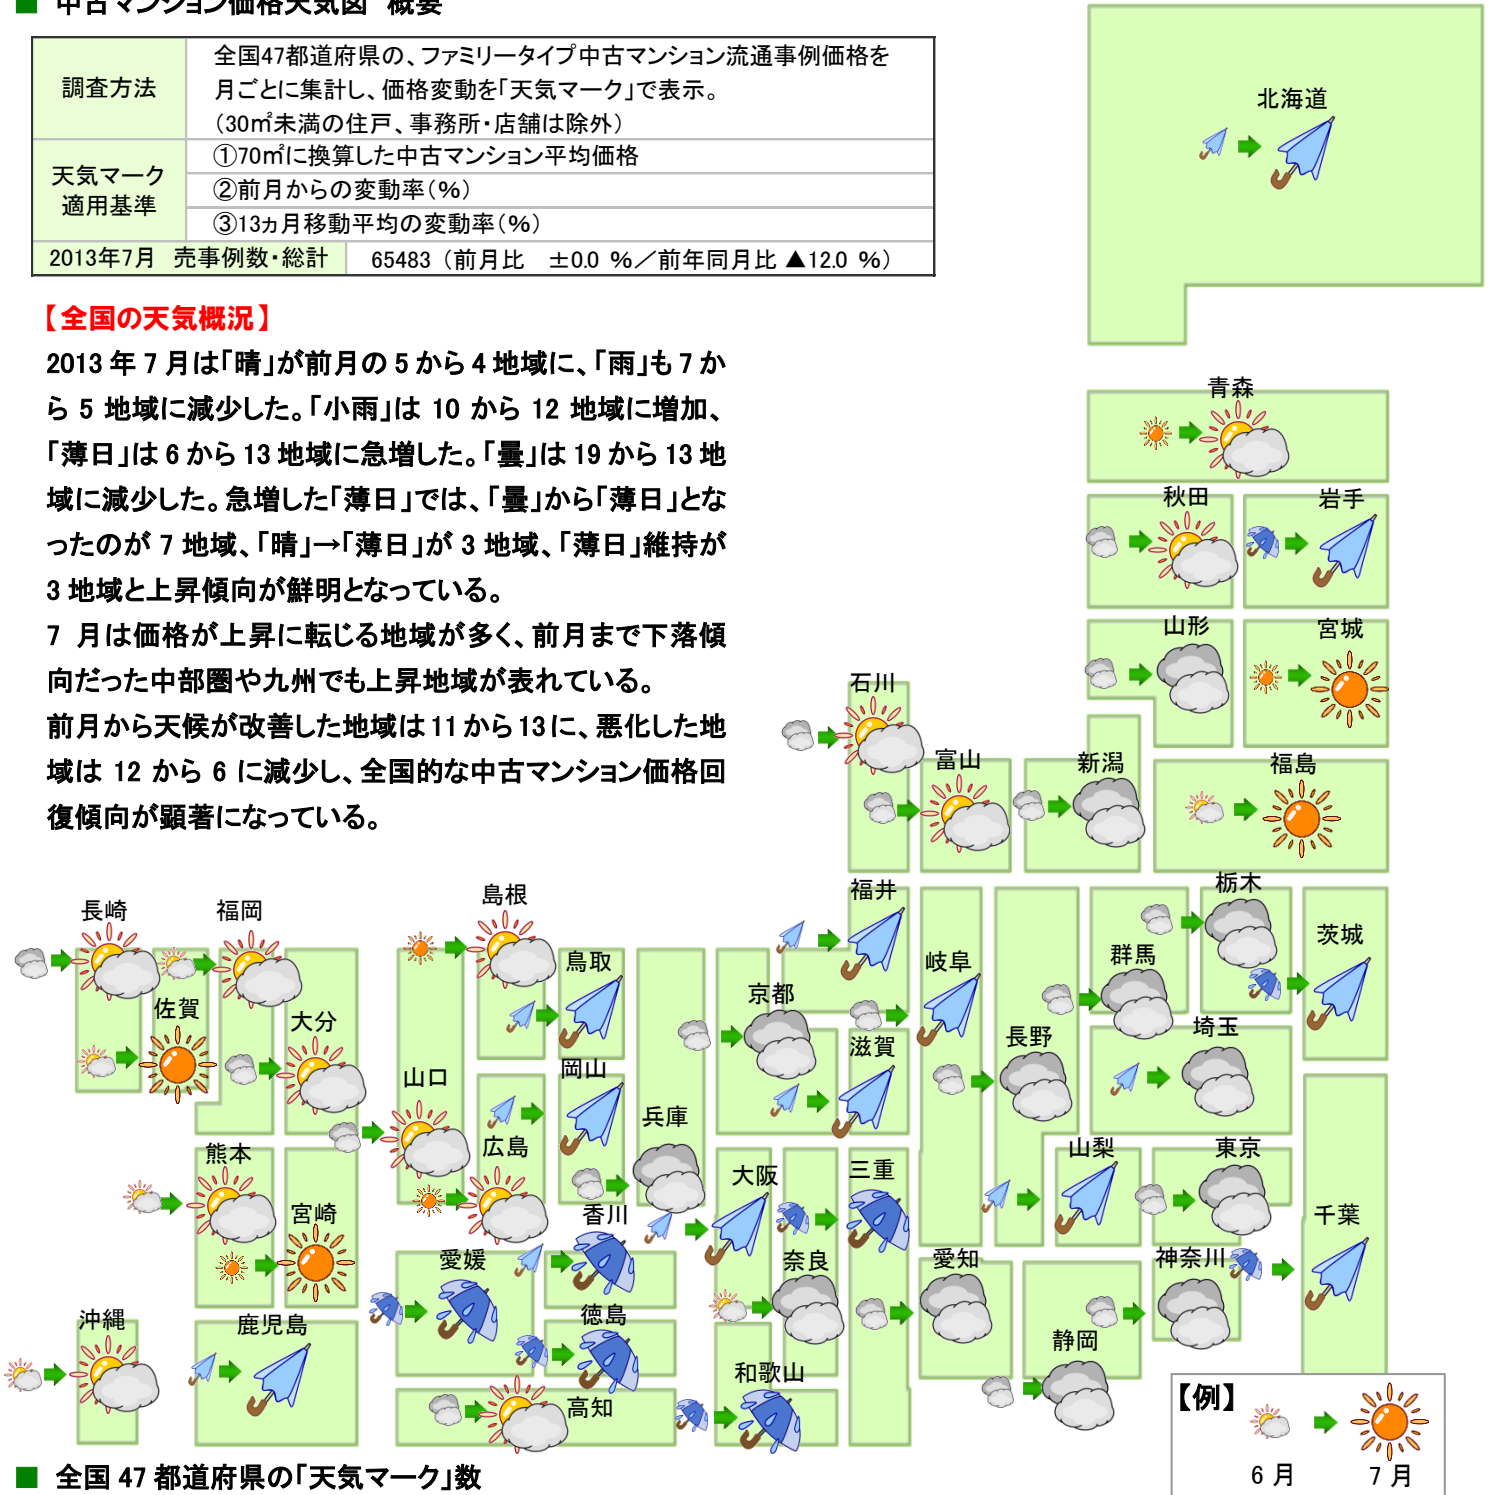 ■ 中古マンション価格天気図 概要
調査方法
全国47都道府県の、ファミリータイプ中古マンション流通事例価格を
月ごとに集計し、価格変動を「天気マーク」で表示。
(30㎡未満の住戸、事務所・店舗は除外)
天気マーク
適用基準
①70㎡に換算した中古マンション平均価格
②前月からの変動率(%)
③13ヵ月移動平均の変動率(%)
2013年7月 売事例数・総計 65483 (前月比 ±0.0 %/前年同月比 ▲12.0 %)
【全国の天気概況】
2013 年 7 月は「晴」が前月の 5 から 4 地域に、「雨」も 7 か
ら 5 地域に減少した。「小雨」は 10 から 12 地域に増加、
「薄日」は 6 から 13 地域に急増した。「曇」は 19 から 13 地
域に減少した。急増した「薄日」では、「曇」から「薄日」とな
ったのが 7 地域、「晴」→「薄日」が 3 地域、「薄日」維持が
3 地域と上昇傾向が鮮明となっている。
7 月は価格が上昇に転じる地域が多く、前月まで下落傾
向だった中部圏や九州でも上昇地域が表れている。
前月から天候が改善した地域は 11 から 13 に、悪化した地
域は 12 から 6 に減少し、全国的な中古マンション価格回
復傾向が顕著になっている。
北海道
青森
秋田
岩手
山形
宮城
石川
富山
新潟
福島
長崎
福岡
島根
福井
栃木
茨城
鳥取
岐阜
群馬
佐賀
大分
京都
埼玉
滋賀
長野
山口
岡山
兵庫
熊本
広島
大阪
三重
山梨
東京
宮崎
香川
千葉
愛媛
奈良
愛知
神奈川
沖縄
鹿児島
徳島
静岡
和歌山
高知
【例】
6 月
7 月
■ 全国 47 都道府県の「天気マーク」数